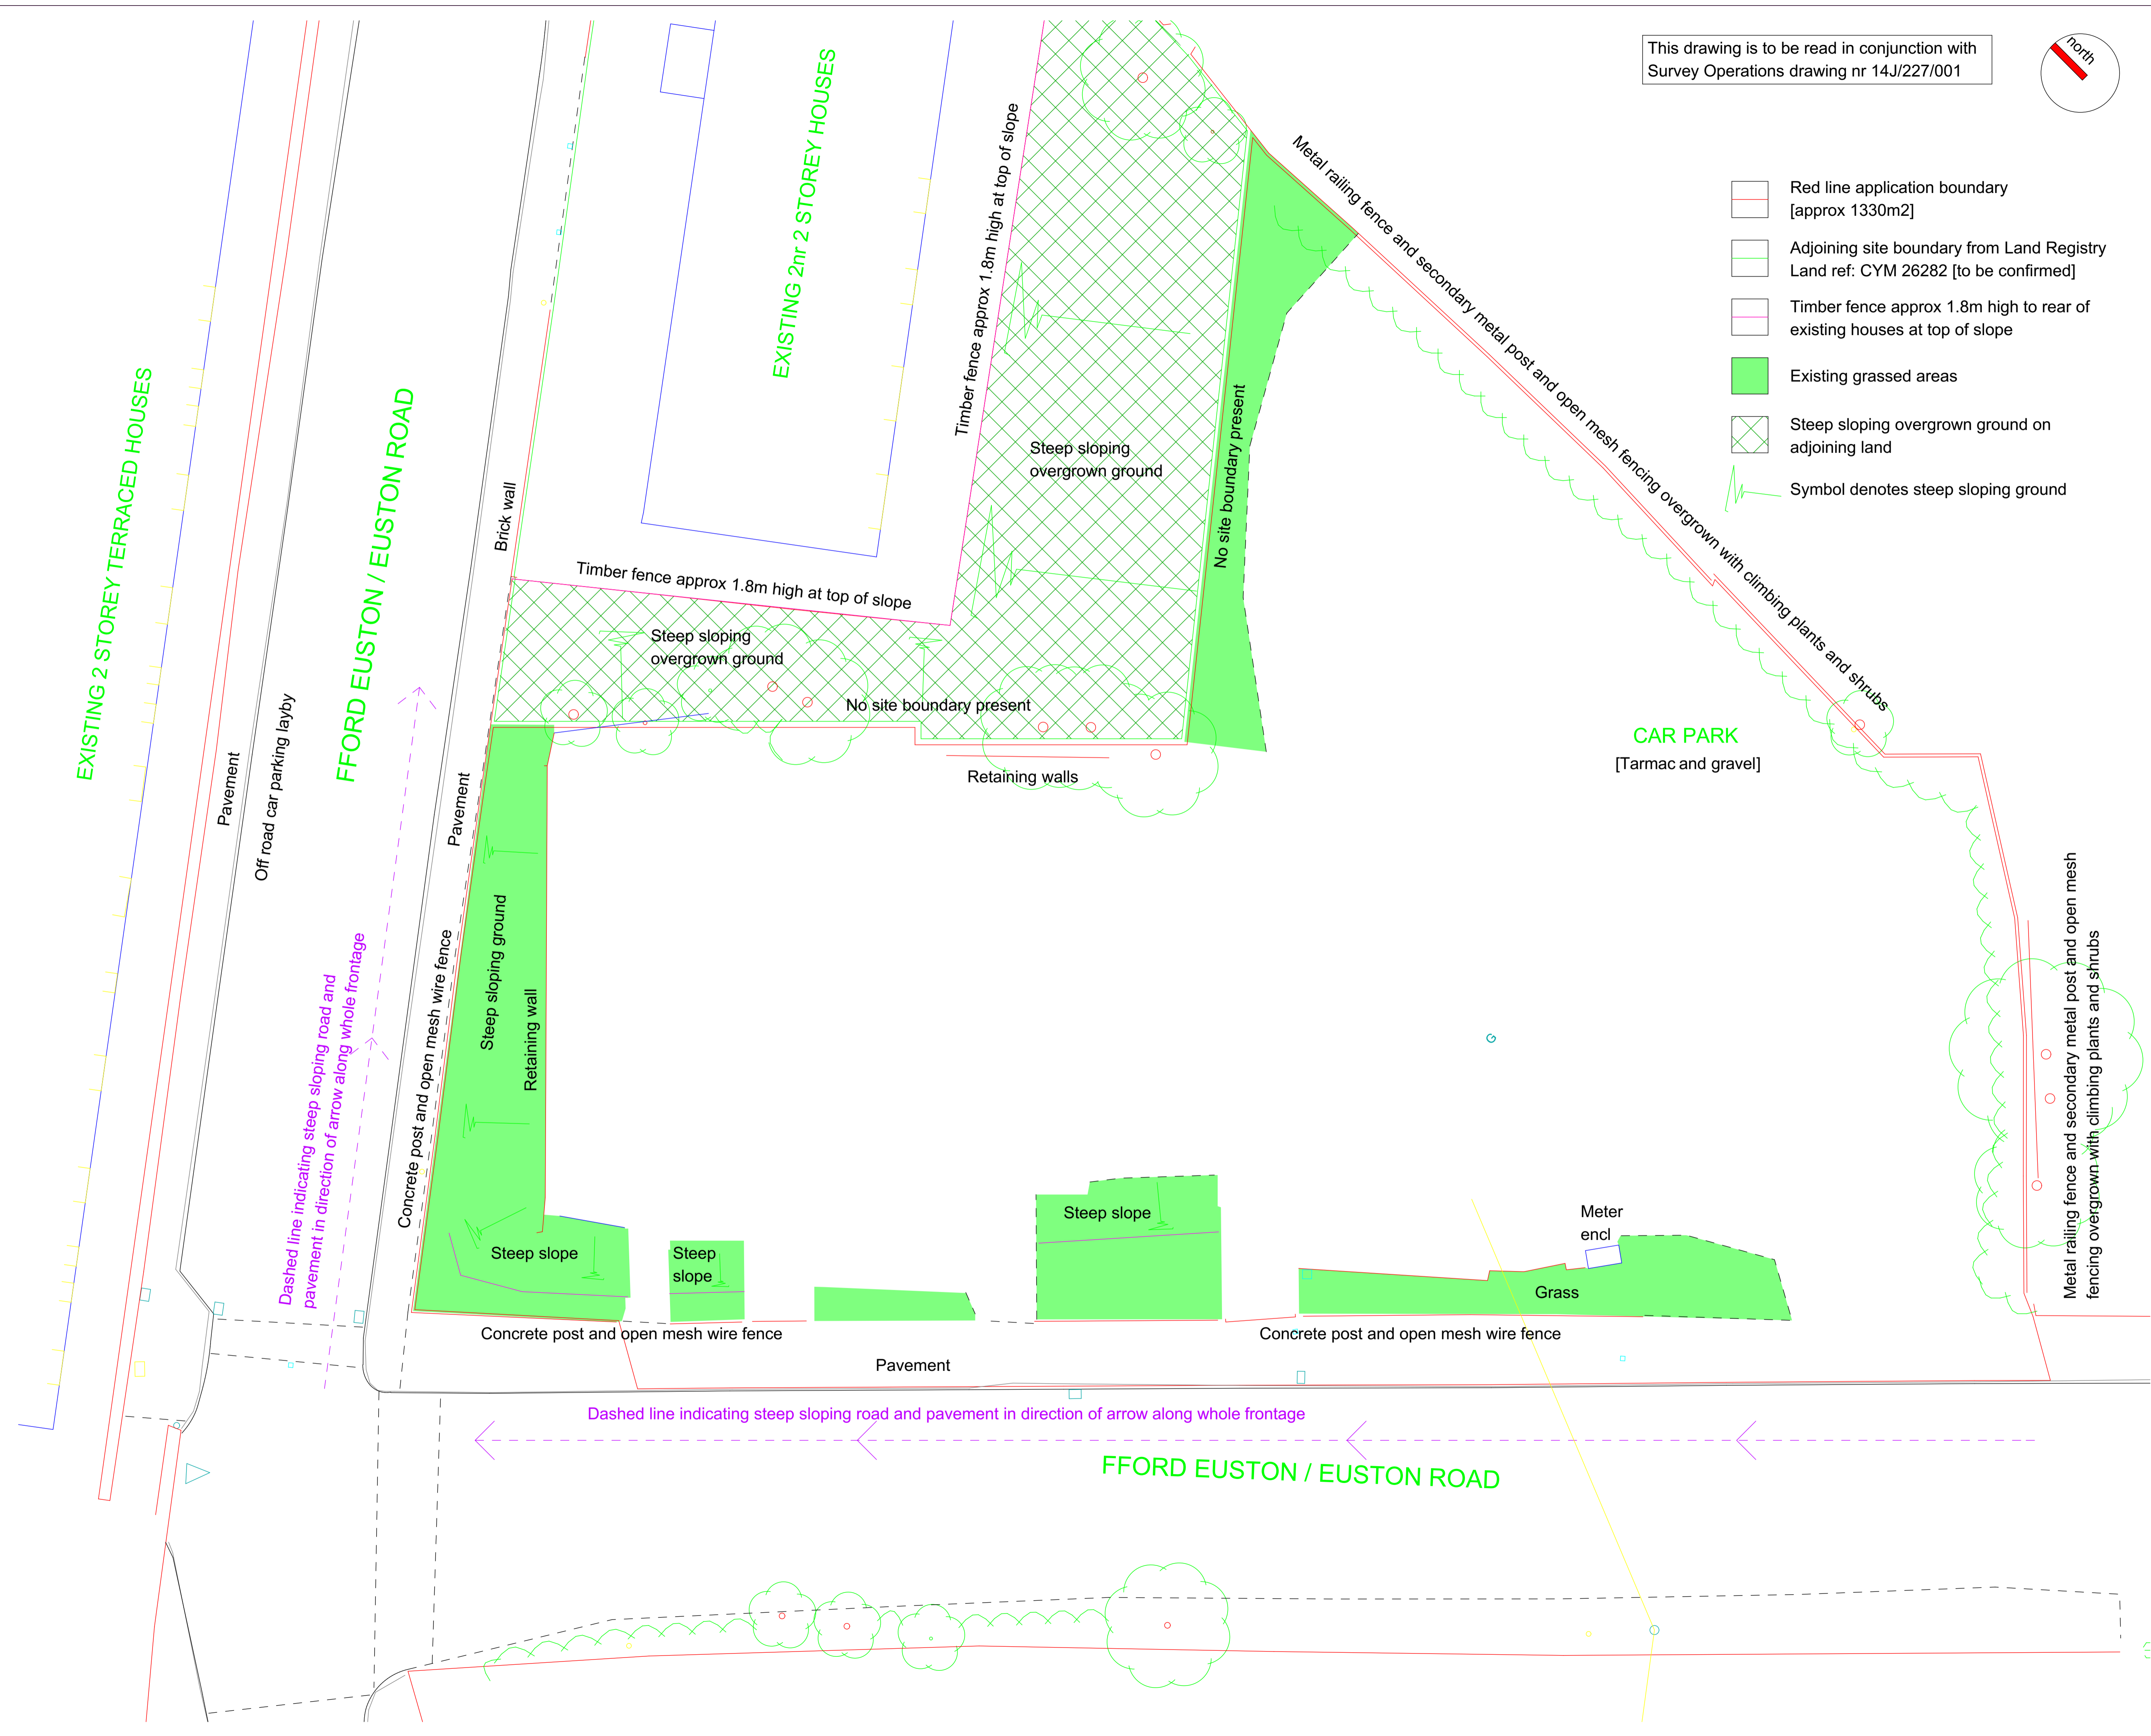 This drawing is to be read in conjunction with
Survey Operations drawing nr 14J/227/001
north
Red line application boundary
[approx 1330m2]
Adjoining site boundary from Land Registry
Land ref: CYM 26282 [to be confirmed]
Timber fence approx 1.8m high to rear of
existing houses at top of slope
Existing grassed areas
Steep sloping overgrown ground on
adjoining land
Symbol denotes steep sloping ground
EXISTING 2 STOREY TERRACED HOUSES
Pavement
Off road car parking layby
FFORD EUSTON / EUSTON ROAD
Dashed line indicating steep sloping road and
pavement in direction of arrow along whole frontage
Brick wall
Pavement
Concrete post and open mesh wire fence
EXISTING 2nr 2 STOREY HOUSES
Timber fence approx 1.8m high at top of slope
Timber fence approx 1.8m high at top of slope
Steep sloping
overgrown ground
Steep sloping
overgrown ground
No site boundary present
No site boundary present
Metal railing fence and secondary metal post and open mesh fencing overgrown with climbing plants and shrubs
Retaining walls
CAR PARK
[Tarmac and gravel]
Steep sloping ground
Retaining wall
G
Metal railing fence and secondary metal post and open mesh
fencing overgrown with climbing plants and shrubs
Steep slope
Steep
slope
Steep slope
Meter
encl
Grass
Concrete post and open mesh wire fence
Concrete post and open mesh wire fence
Pavement
Dashed line indicating steep sloping road and pavement in direction of arrow along whole frontage
FFORD EUSTON / EUSTON ROAD